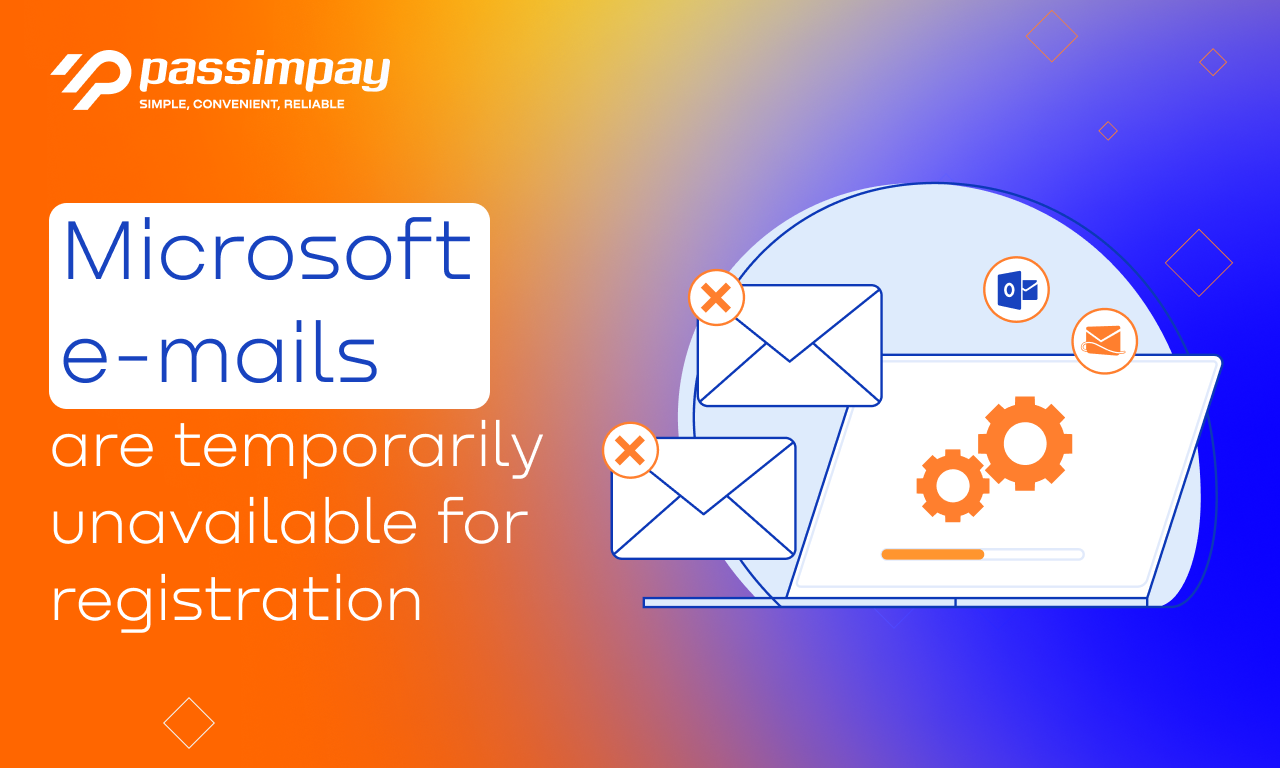 passimpay
SIMPLE, CONVENIENT, RELIABLE
Microsoft
e-mails
are temporarily
unavailable for
registration